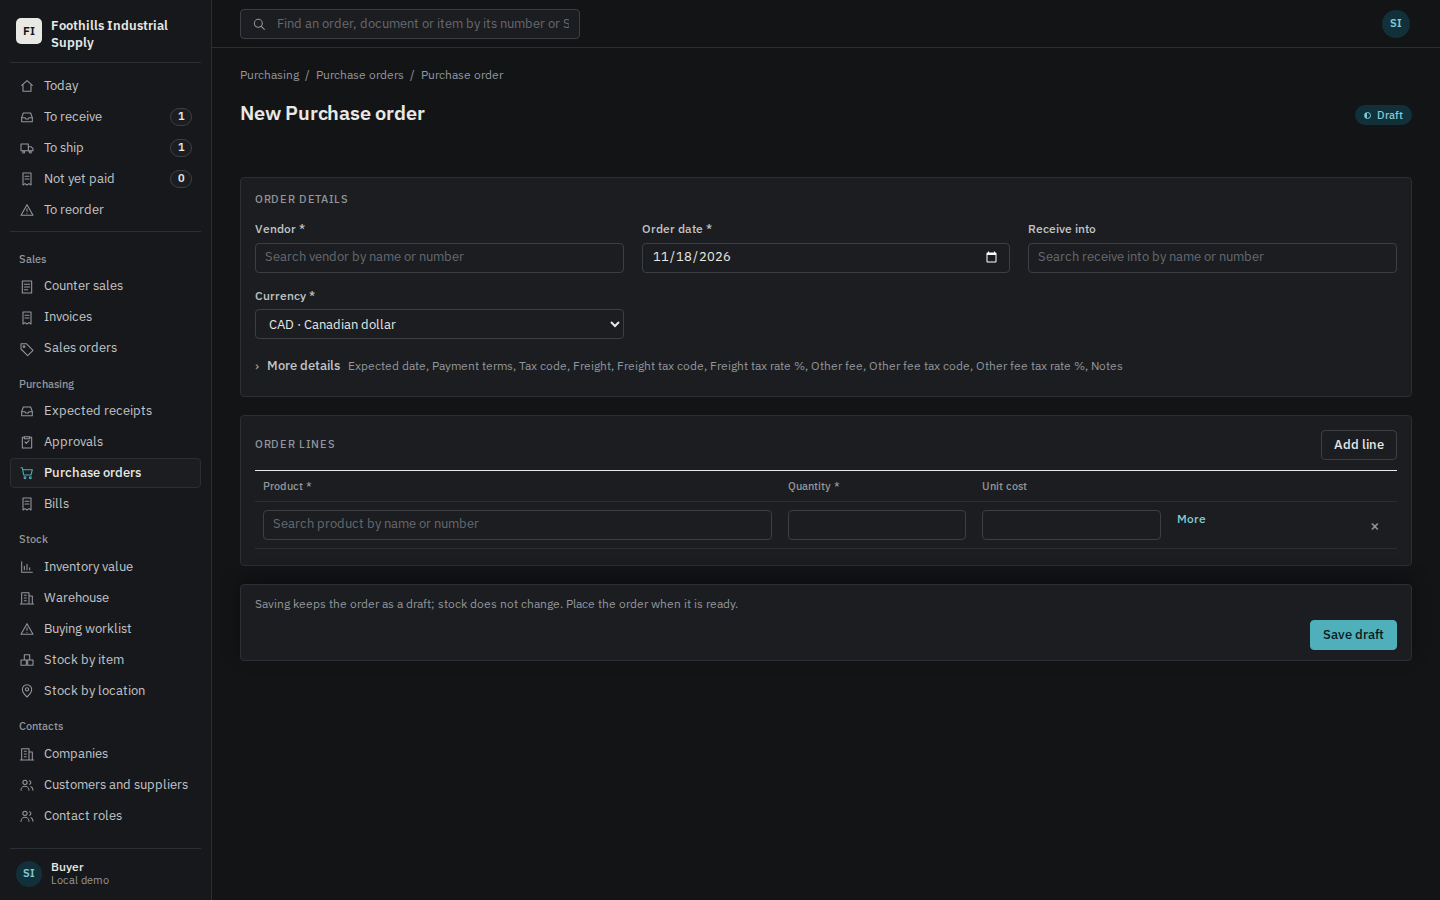 FI
Foothills Industrial
Supply
Find an order, document or item by its number or S
SI
Today
To receive 1
To ship 1
Not yet paid 0
To reorder
Sales
Counter sales
Invoices
Sales orders
Purchasing
Expected receipts
Approvals
Purchase orders
Bills
Stock
Inventory value
Warehouse
Buying worklist
Stock by item
Stock by location
Contacts
Companies
Customers and suppliers
Contact roles
SI
Buyer
Local demo
Purchasing / Purchase orders / Purchase order
New Purchase order
Draft
ORDER DETAILS
Vendor * Order date * Receive into
Search vendor by name or number 11/18/2026 Search receive into by name or number
Currency *
CAD · Canadian dollar
› More details Expected date, Payment terms, Tax code, Freight, Freight tax code, Freight tax rate %, Other fee, Other fee tax code, Other fee tax rate %, Notes
ORDER LINES Add line
Product * Quantity * Unit cost
Search product by name or number More ×
Saving keeps the order as a draft; stock does not change. Place the order when it is ready.
Save draft